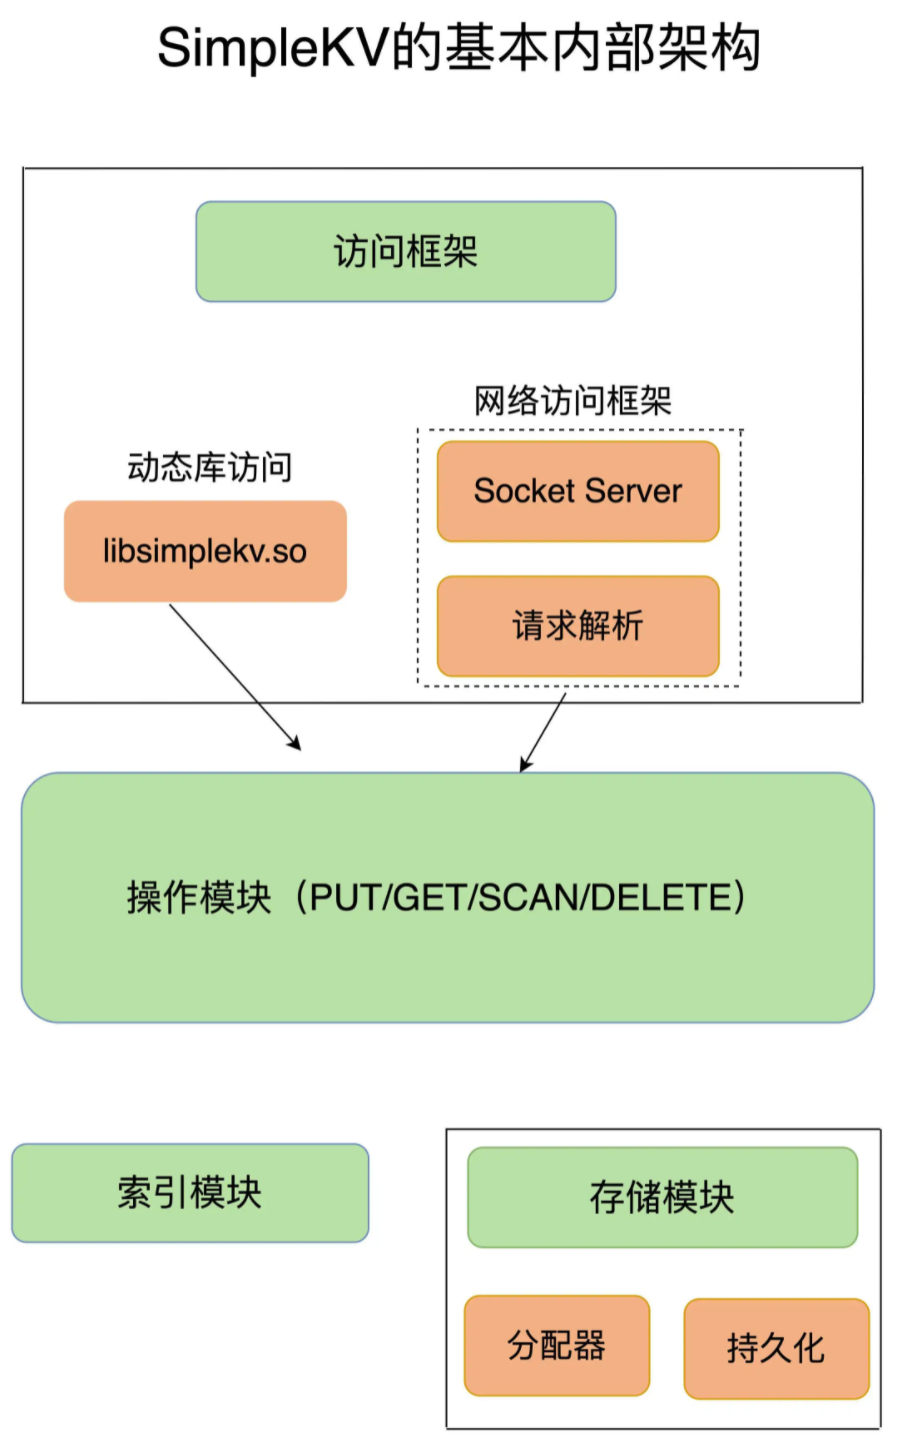 SimpleKV的基本内部架构
访问框架
网络访问框架
动态库访问
Socket Server
libsimplekv.so
请求解析
操作模块（PUT/GET/SCAN/DELETE）
索引模块
存储模块
分配器
持久化